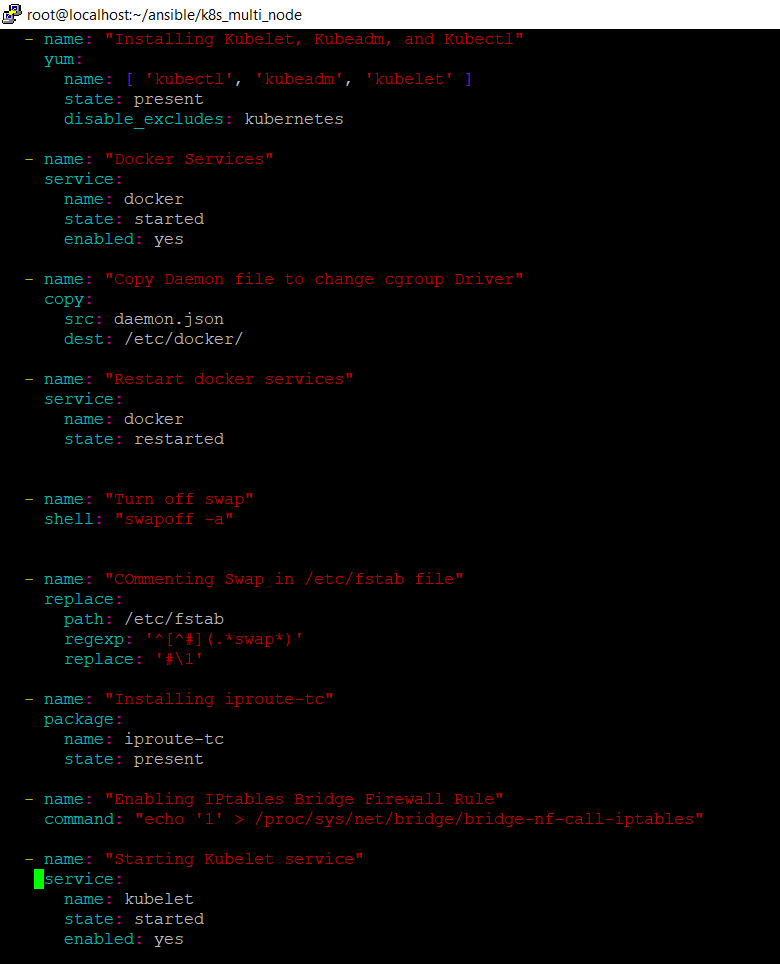 root@localhost:~/ansible/k8s_multi_node
- name: "Installing Kubelet, Kubeadm, and Kubectl"
  yum:
    name: [ 'kubectl', 'kubeadm', 'kubelet' ]
    state: present
    disable_excludes: kubernetes
- name: "Docker Services"
  service:
    name: docker
    state: started
    enabled: yes
- name: "Copy Daemon file to change cgroup Driver"
  copy:
    src: daemon.json
    dest: /etc/docker/
- name: "Restart docker services"
  service:
    name: docker
    state: restarted
- name: "Turn off swap"
  shell: "swapoff -a"
- name: "COmmenting Swap in /etc/fstab file"
  replace:
    path: /etc/fstab
    regexp: '^[^#](.*swap*)'
    replace: '#\1'
- name: "Installing iproute-tc"
  package:
    name: iproute-tc
    state: present
- name: "Enabling IPtables Bridge Firewall Rule"
  command: "echo '1' > /proc/sys/net/bridge/bridge-nf-call-iptables"
- name: "Starting Kubelet service"
  service:
    name: kubelet
    state: started
    enabled: yes